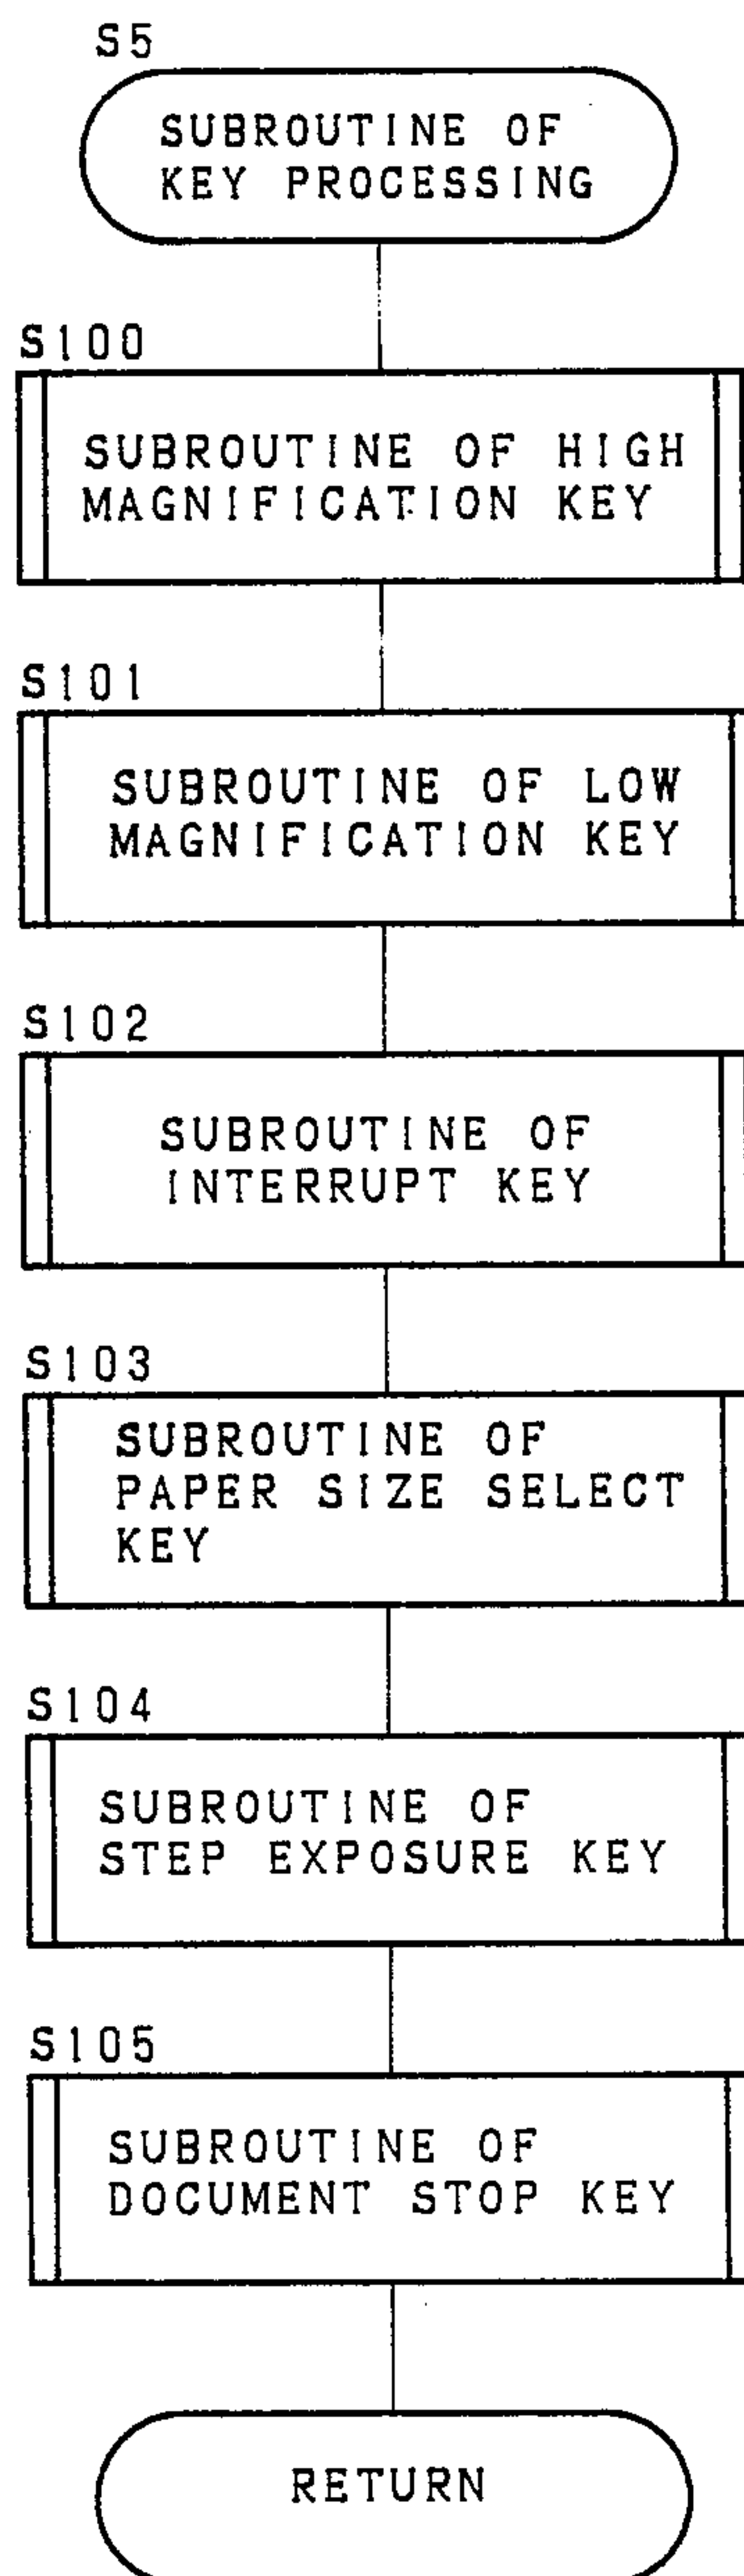 S5
SUBROUTINE OF
KEY PROCESSING
S100
SUBROUTINE OF HIGH
MAGNIFICATION KEY
S101
SUBROUTINE OF LOW
MAGNIFICATION KEY
S102
SUBROUTINE OF
INTERRUPT KEY
S103
SUBROUTINE OF
PAPER SIZE SELECT
KEY
S104
SUBROUTINE OF
STEP EXPOSURE KEY
S105
SUBROUTINE OF
DOCUMENT STOP KEY
RETURN